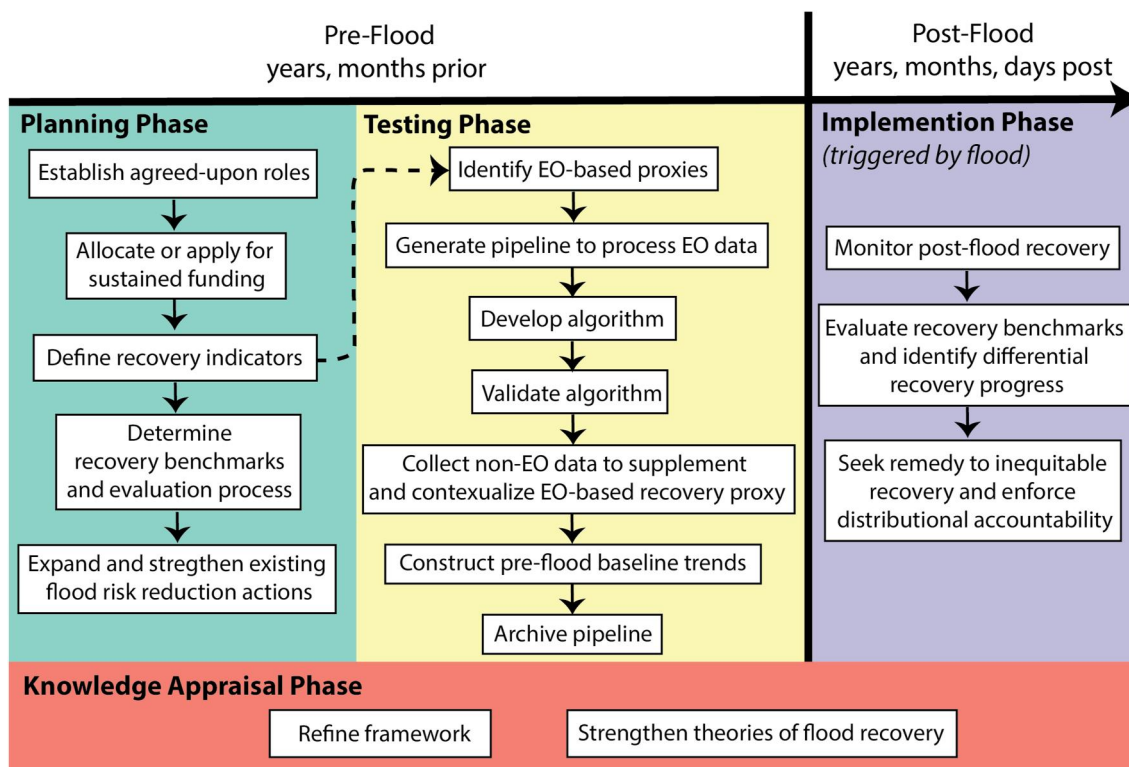 Pre-Flood
years, months prior
Post-Flood
years, months, days post
Planning Phase
Establish agreed-upon roles
Allocate or apply for
sustained funding
Define recovery indicators
Determine
recovery benchmarks
and evaluation process
Expand and stregthen existing
flood risk reduction actions
Testing Phase
Identify EO-based proxies
Generate pipeline to process EO data
Develop algorithm
Validate algorithm
Collect non-EO data to supplement
and contexualize EO-based recovery proxy
Construct pre-flood baseline trends
Archive pipeline
Implemention Phase
(triggered by flood)
Monitor post-flood recovery
Evaluate recovery benchmarks
and identify differential
recovery progress
Seek remedy to inequitable
recovery and enforce
distributional accountability
Knowledge Appraisal Phase
Refine framework
Strengthen theories of flood recovery